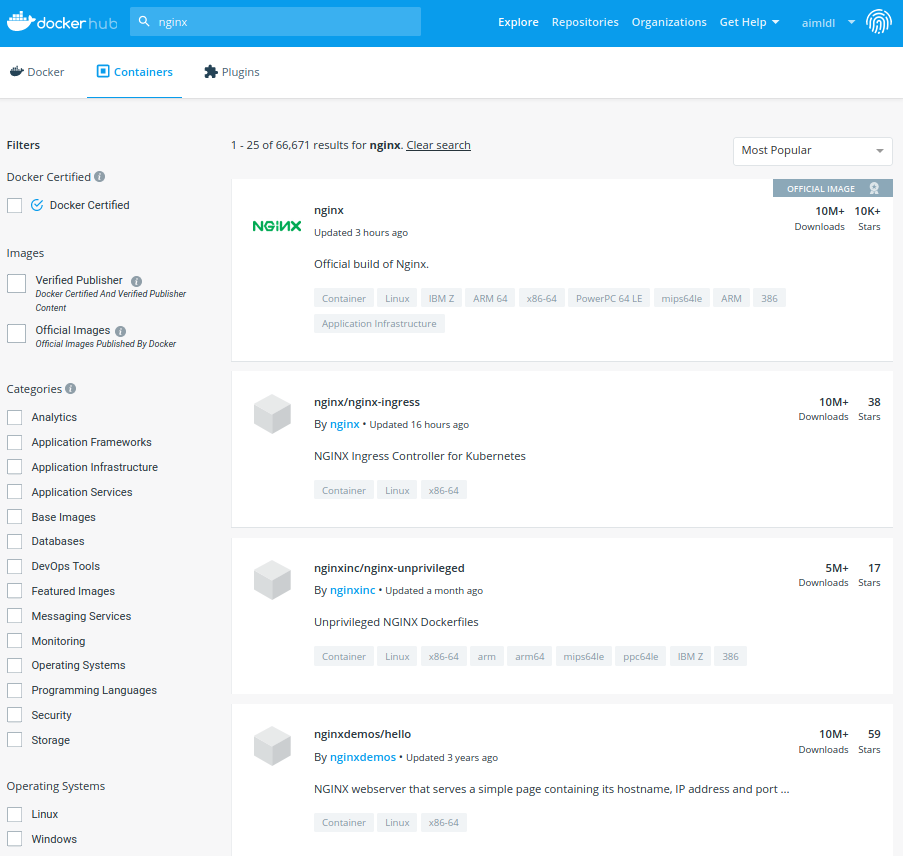 docker hub nginx Explore Repositories Organizations Get Help aimldl
Docker Containers Plugins
Filters
Docker Certified
Docker Certified
Images
Verified Publisher
Docker Certified And Verified Publisher
Content
Official Images
Official Images Published By Docker
Categories
Analytics
Application Frameworks
Application Infrastructure
Application Services
Base Images
Databases
DevOps Tools
Featured Images
Messaging Services
Monitoring
Operating Systems
Programming Languages
Security
Storage
Operating Systems
Linux
Windows
1 - 25 of 66,671 results for nginx. Clear search
Most Popular
OFFICIAL IMAGE
NGINX
nginx
10M+ 10K+
Updated 3 hours ago
Downloads Stars
Official build of Nginx.
Container Linux IBM Z ARM 64 x86-64 PowerPC 64 LE mips64le ARM 386
Application Infrastructure
nginx/nginx-ingress
10M+ 38
By nginx • Updated 16 hours ago
Downloads Stars
NGINX Ingress Controller for Kubernetes
Container Linux x86-64
nginxinc/nginx-unprivileged
5M+ 17
By nginxinc • Updated a month ago
Downloads Stars
Unprivileged NGINX Dockerfiles
Container Linux x86-64 arm arm64 mips64le ppc64le IBM Z 386
nginxdemos/hello
10M+ 59
By nginxdemos • Updated 3 years ago
Downloads Stars
NGINX webserver that serves a simple page containing its hostname, IP address and port ...
Container Linux x86-64